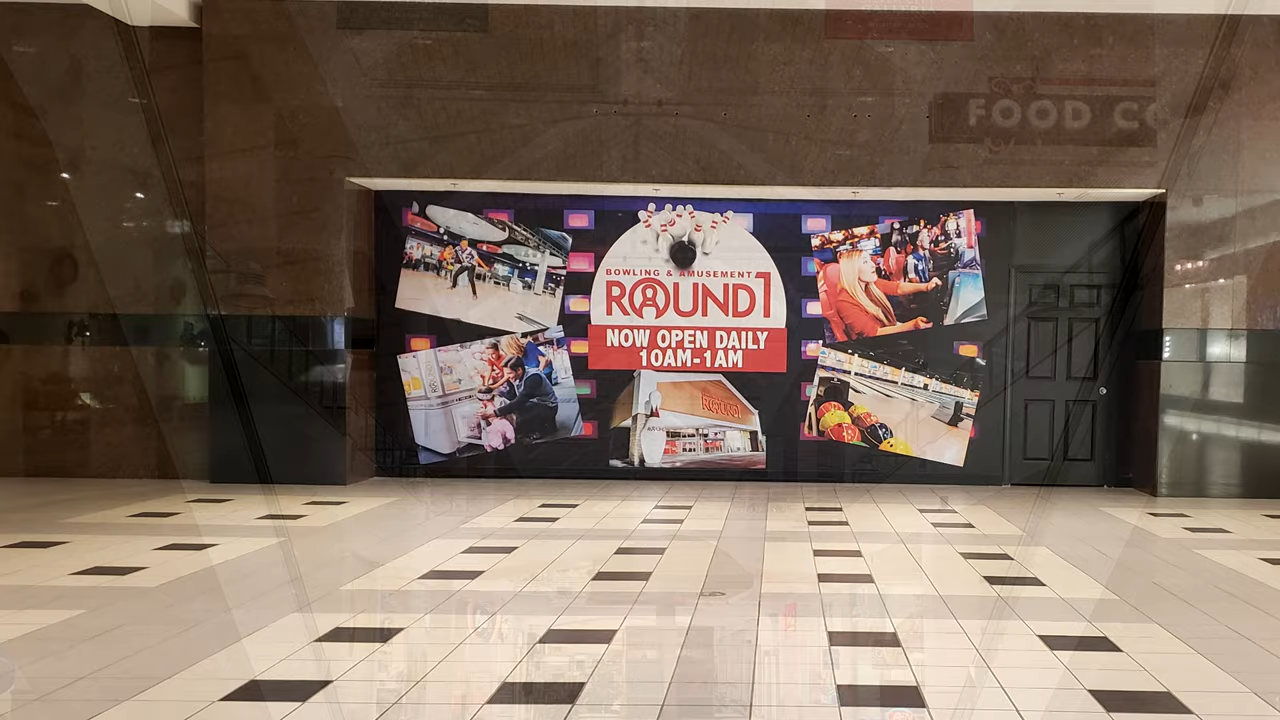 FOOD CO
BOWLING & AMUSEMENT
ROUND1
NOW OPEN DAILY
10AM-1AM
ROUND1